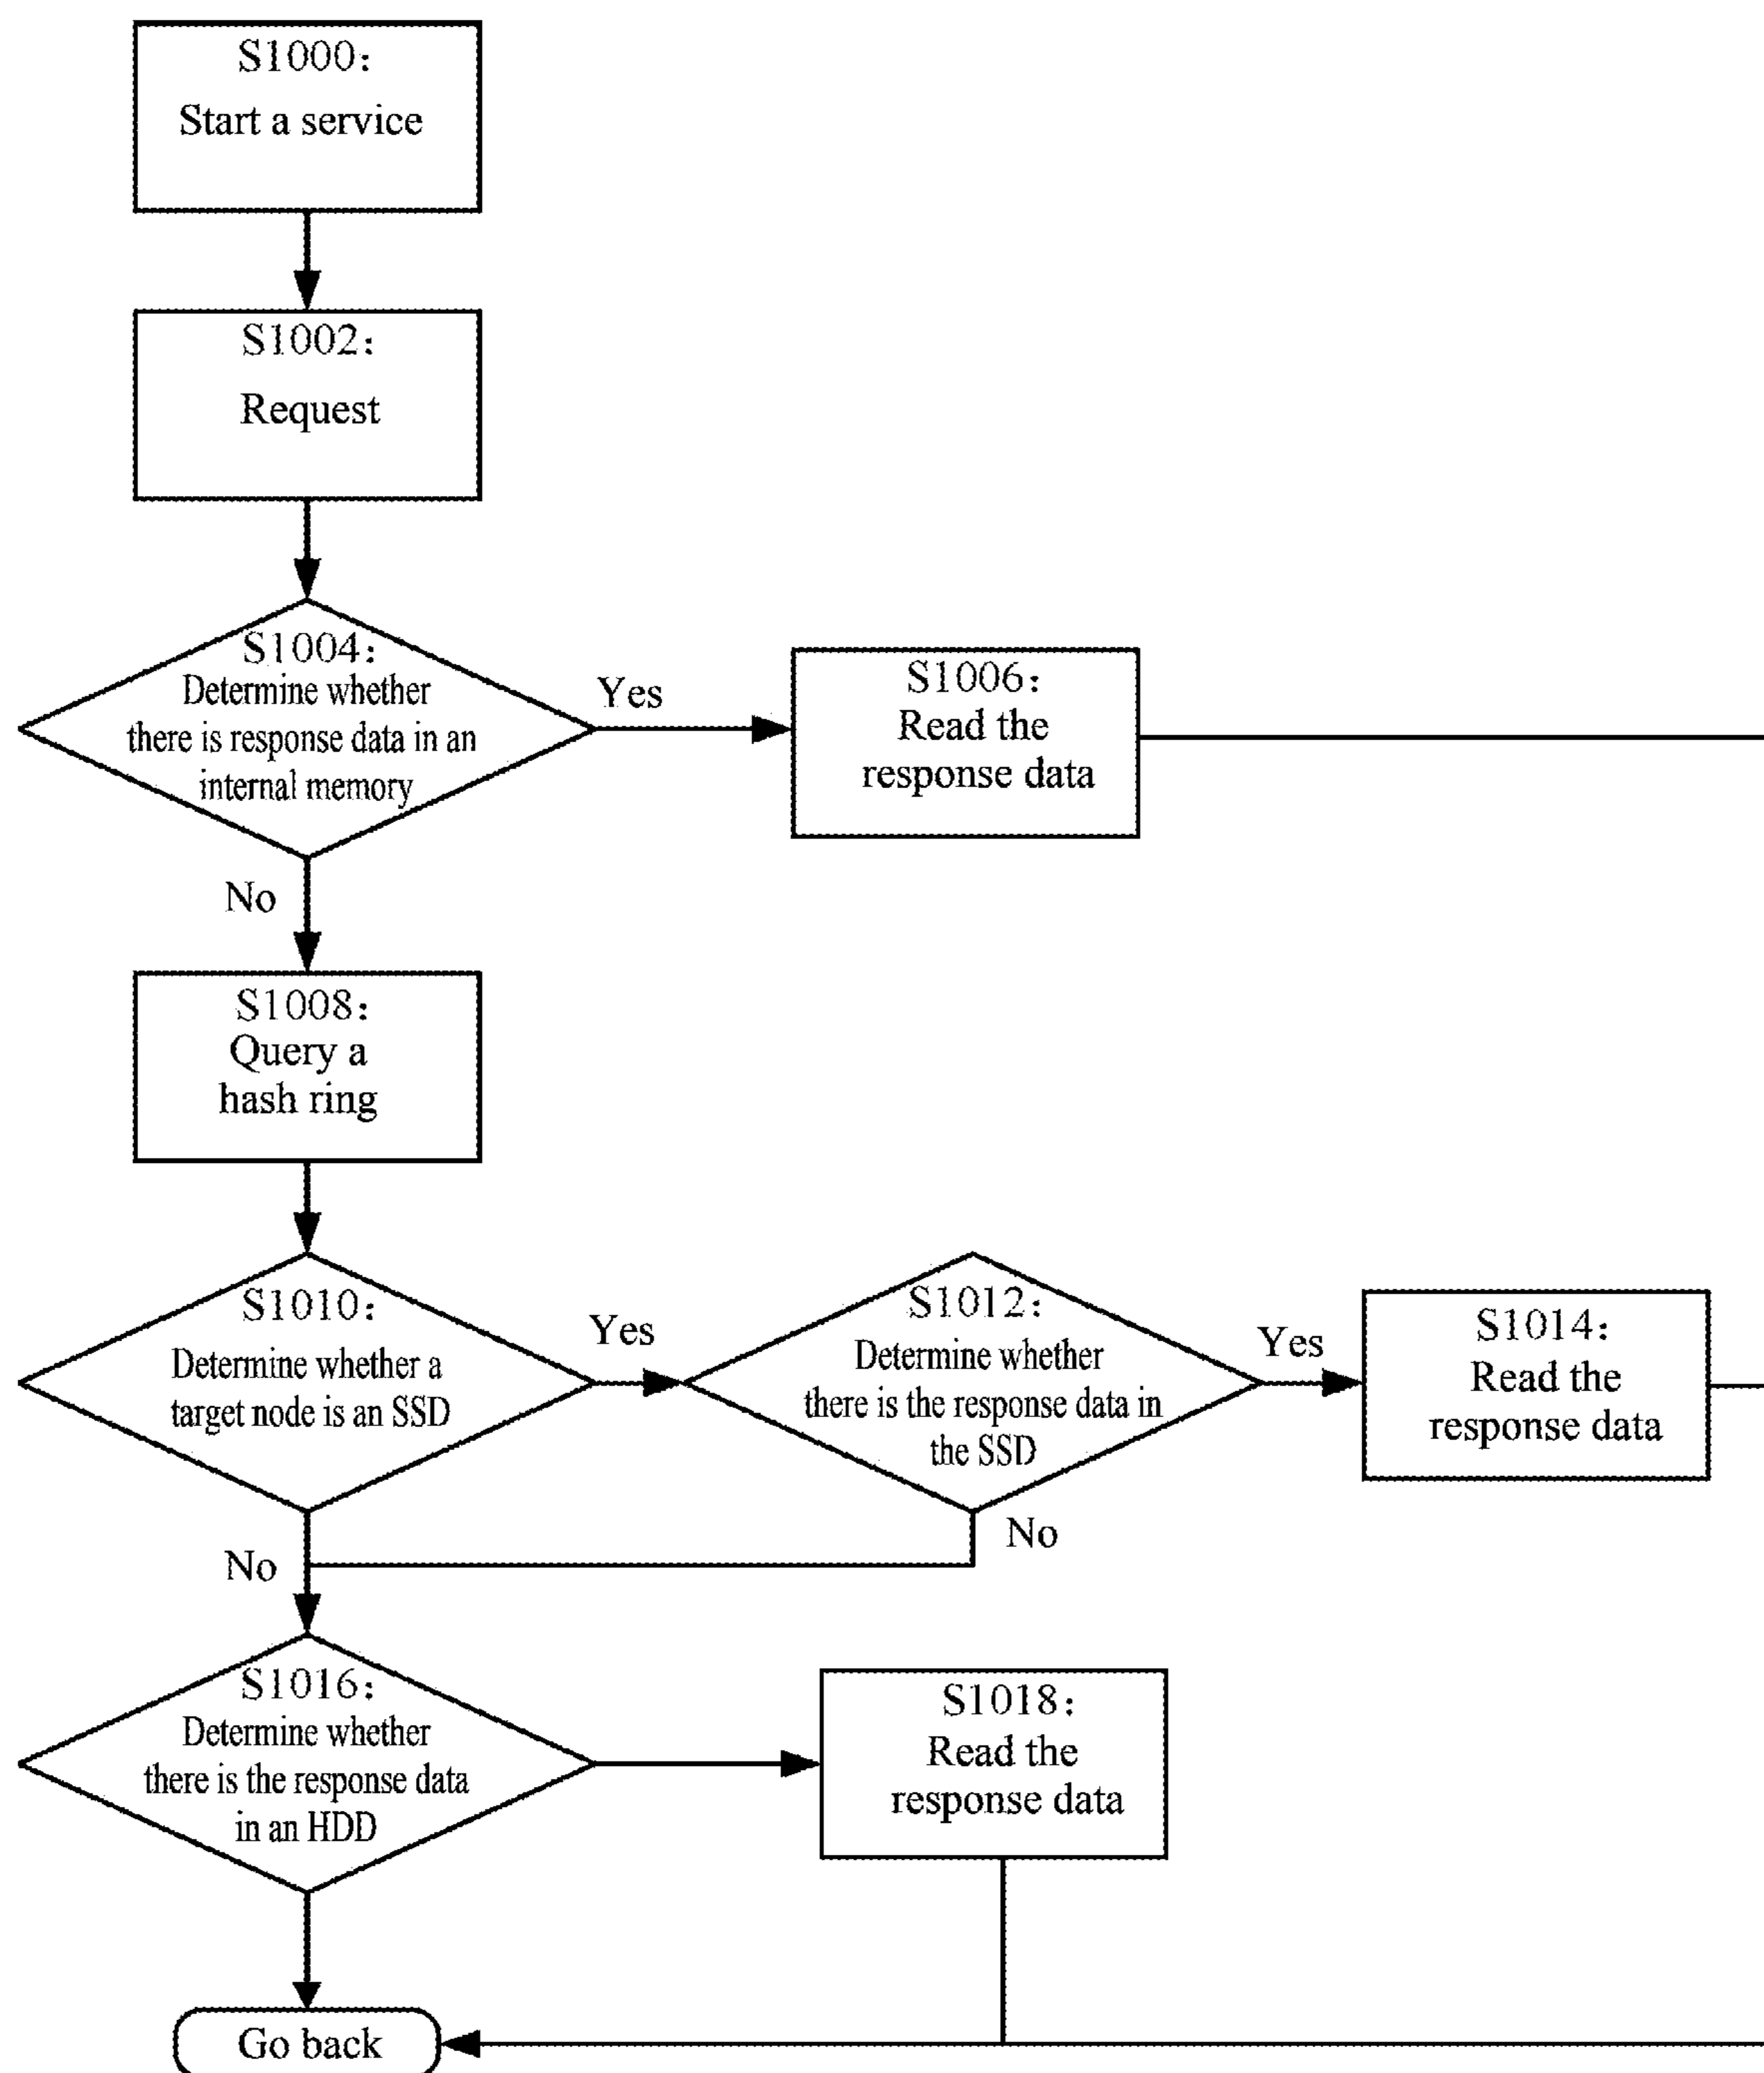 S1000：
Start a service
S1002：
Request
S1004：
Determine whether
there is response data in an
internal memory
Yes
S1006：
Read the
response data
No
S1008：
Query a
hash ring
S1010：
Determine whether a
target node is an SSD
Yes
S1012：
Determine whether
there is the response data in
the SSD
Yes
S1014：
Read the
response data
No
No
S1016：
Determine whether
there is the response data
in an HDD
S1018：
Read the
response data
Go back